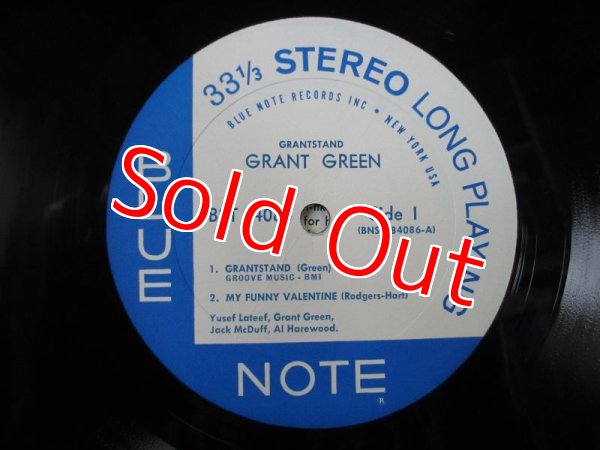 33⅓ STEREO LONG PLAYING
BLUE NOTE RECORDS INC • NEW YORK USA
GRANTSTAND
GRANT GREEN
Side 1
for
(BNST 84086-A)
1. GRANTSTAND (Green)
GROOVE MUSIC - BMI
2. MY FUNNY VALENTINE (Rodgers-Hart)
Yusef Lateef, Grant Green,
Jack McDuff, Al Harewood.
BLUE
NOTE
R
Sold Out